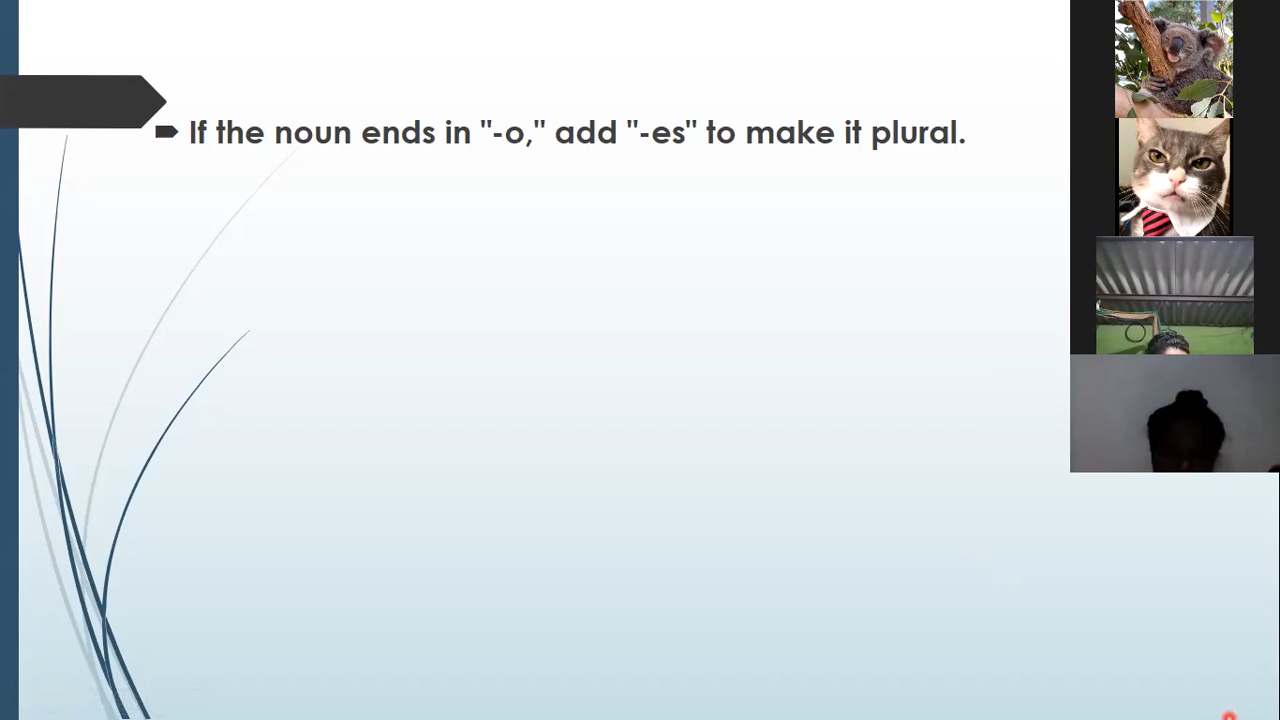 If the noun ends in "-o," add "-es" to make it plural.